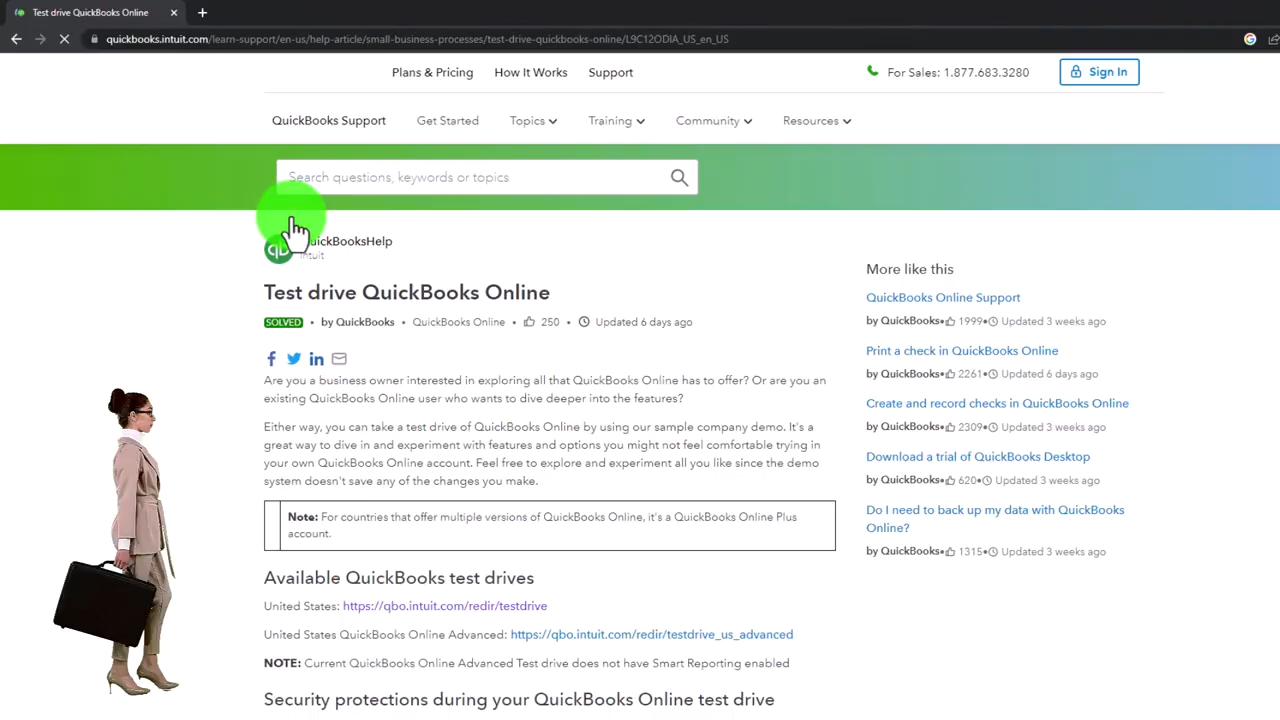 Test drive QuickBooks Online
quickbooks.intuit.com/learn-support/en-us/help-article/small-business-processes/test-drive-quickbooks-online/L9C12ODIA_US_en_US
Plans & Pricing How It Works Support For Sales: 1.877.683.3280 Sign In
QuickBooks Support Get Started Topics Training Community Resources
Search questions, keywords or topics
qb
Intuit
Test drive QuickBooks Online
SOLVED • by QuickBooks • QuickBooks Online • 250 • Updated 6 days ago
Are you a business owner interested in exploring all that QuickBooks Online has to offer? Or are you an
existing QuickBooks Online user who wants to dive deeper into the features?
Either way, you can take a test drive of QuickBooks Online by using our sample company demo. It's a
great way to dive in and experiment with features and options you might not feel comfortable trying in
your own QuickBooks Online account. Feel free to explore and experiment all you like since the demo
system doesn't save any of the changes you make.
Note: For countries that offer multiple versions of QuickBooks Online, it's a QuickBooks Online Plus
account.
Available QuickBooks test drives
United States: https://qbo.intuit.com/redir/testdrive
United States QuickBooks Online Advanced: https://qbo.intuit.com/redir/testdrive_us_advanced
NOTE: Current QuickBooks Online Advanced Test drive does not have Smart Reporting enabled
Security protections during your QuickBooks Online test drive
More like this
QuickBooks Online Support
by QuickBooks•1999•Updated 3 weeks ago
Print a check in QuickBooks Online
by QuickBooks•2261•Updated 6 days ago
Create and record checks in QuickBooks Online
by QuickBooks•2309•Updated 3 weeks ago
Download a trial of QuickBooks Desktop
by QuickBooks•620•Updated 3 weeks ago
Do I need to back up my data with QuickBooks
Online?
by QuickBooks•1315•Updated 3 weeks ago